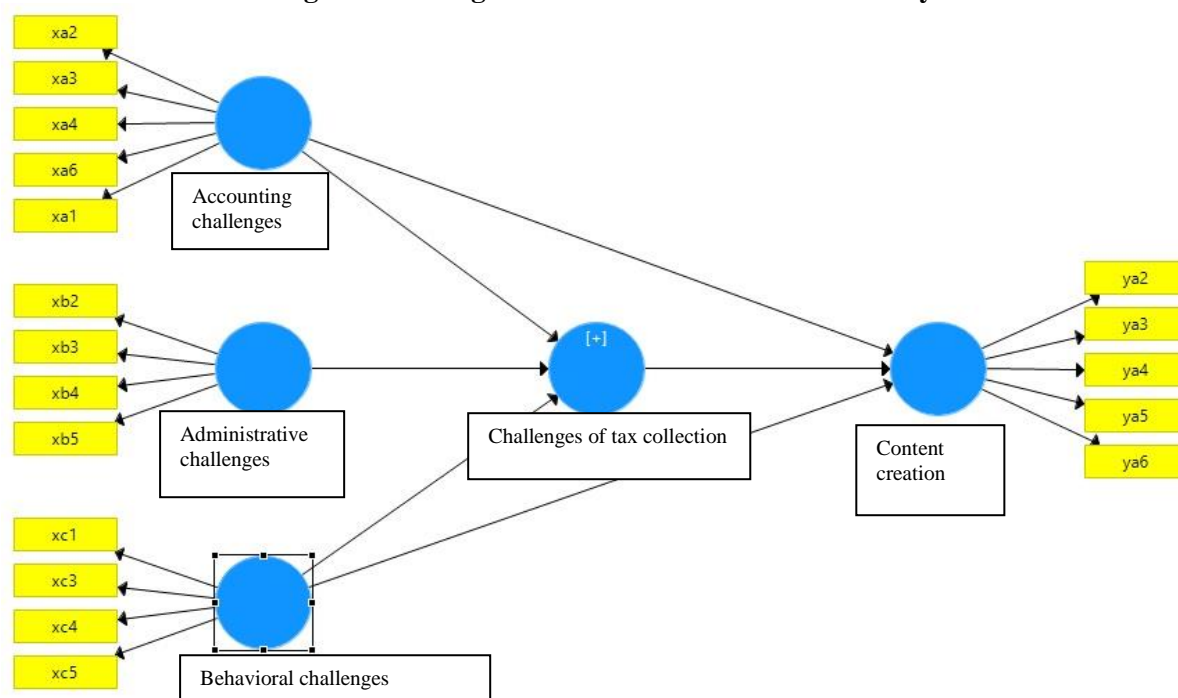 xa2
xa3
xa4
xa6
xa1
Accounting
challenges
xb2
xb3
xb4
xb5
Administrative
challenges
xc1
xc3
xc4
xc5
Behavioral challenges
[+]
Challenges of tax collection
Content
creation
ya2
ya3
ya4
ya5
ya6